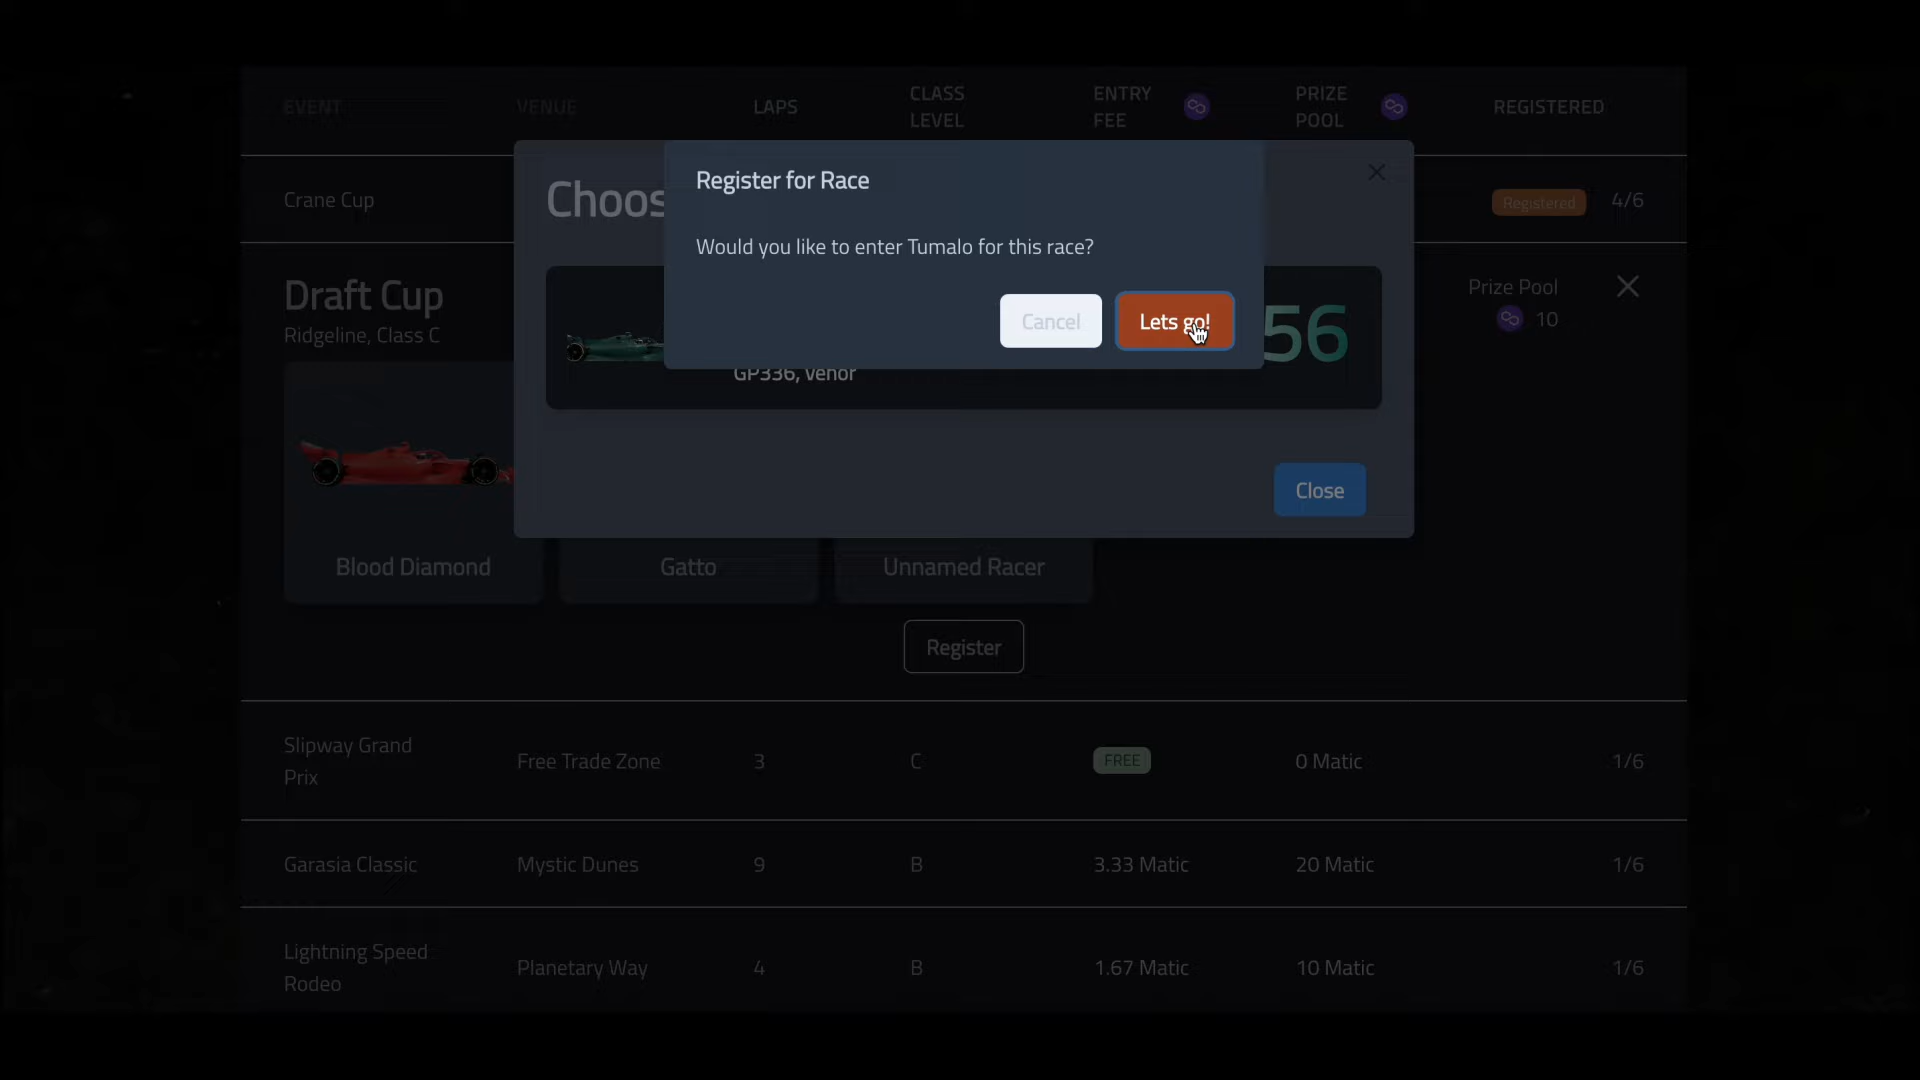 EVENT
VENUE
LAPS
CLASS
LEVEL
ENTRY
FEE
PRIZE
POOL
REGISTERED
Crane Cup
Registered
4/6
Choos
Register for Race
Would you like to enter Tumalo for this race?
Cancel
Lets go!
56
GP336, Venor
Close
Draft Cup
Ridgeline, Class C
Prize Pool
10
Blood Diamond
Gatto
Unnamed Racer
Register
Slipway Grand
Prix
Free Trade Zone
3
C
FREE
0 Matic
1/6
Garasia Classic
Mystic Dunes
9
B
3.33 Matic
20 Matic
1/6
Lightning Speed
Rodeo
Planetary Way
4
B
1.67 Matic
10 Matic
1/6